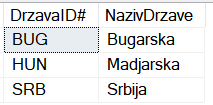 DrzavaID# NazivDrzave
BUG Bugarska
HUN Madjarska
SRB Srbija